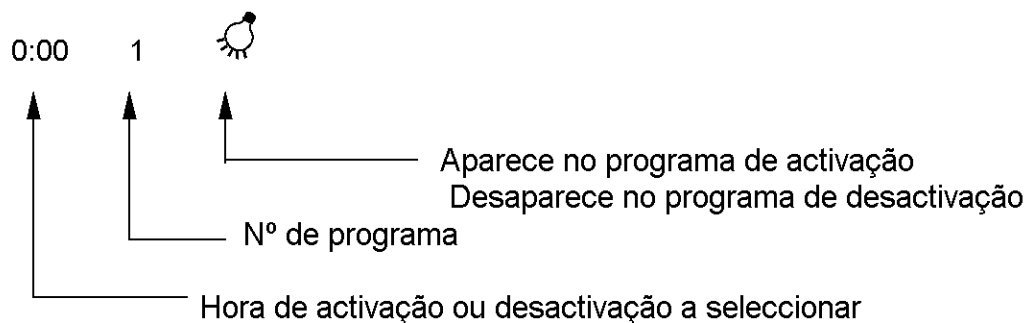 0:00 1
Aparece no programa de activação
Desaparece no programa de desactivação
Nº de programa
Hora de activação ou desactivação a seleccionar